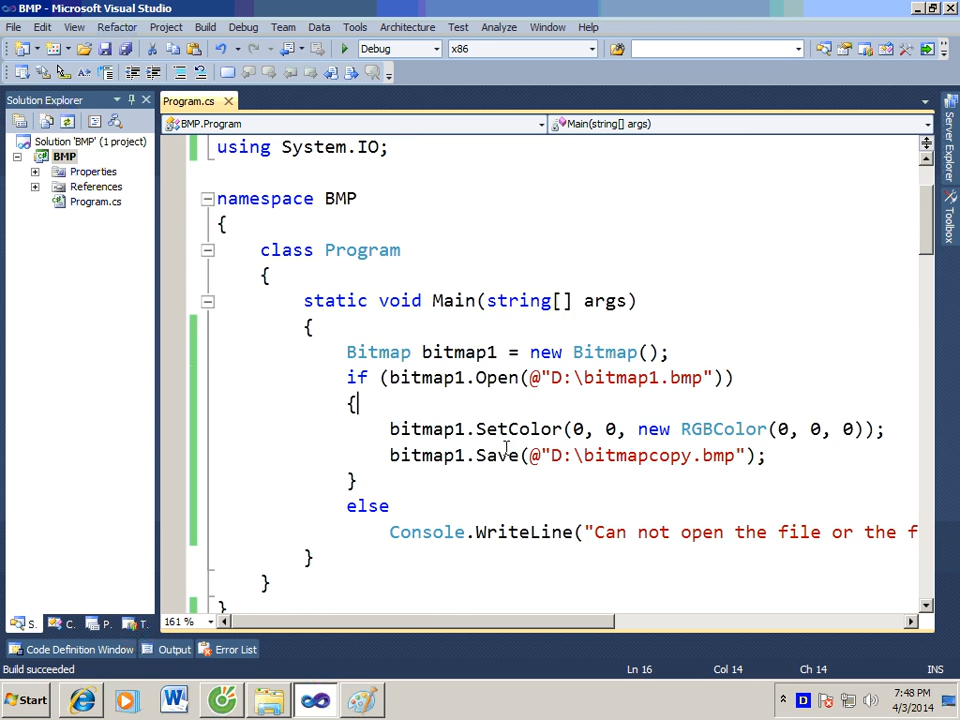 BMP - Microsoft Visual Studio
File Edit View Refactor Project Build Debug Team Data Tools Architecture Test Analyze Window Help
Debug x86
Solution Explorer
Program.cs
BMP.Program Main(string[] args)
Solution 'BMP' (1 project)
BMP
Properties
References
Program.cs
using System.IO;
namespace BMP
{
class Program
{
static void Main(string[] args)
{
Bitmap bitmap1 = new Bitmap();
if (bitmap1.Open(@"D:\bitmap1.bmp"))
{
bitmap1.SetColor(0, 0, new RGBColor(0, 0, 0));
bitmap1.Save(@"D:\bitmapcopy.bmp");
}
else
Console.WriteLine("Can not open the file or the f
}
}
}
Server Explorer
Toolbox
161 %
S. C. P. T.
Code Definition Window Output Error List
Build succeeded
Ln 16 Col 14 Ch 14 INS
Start
D
7:48 PM
4/3/2014